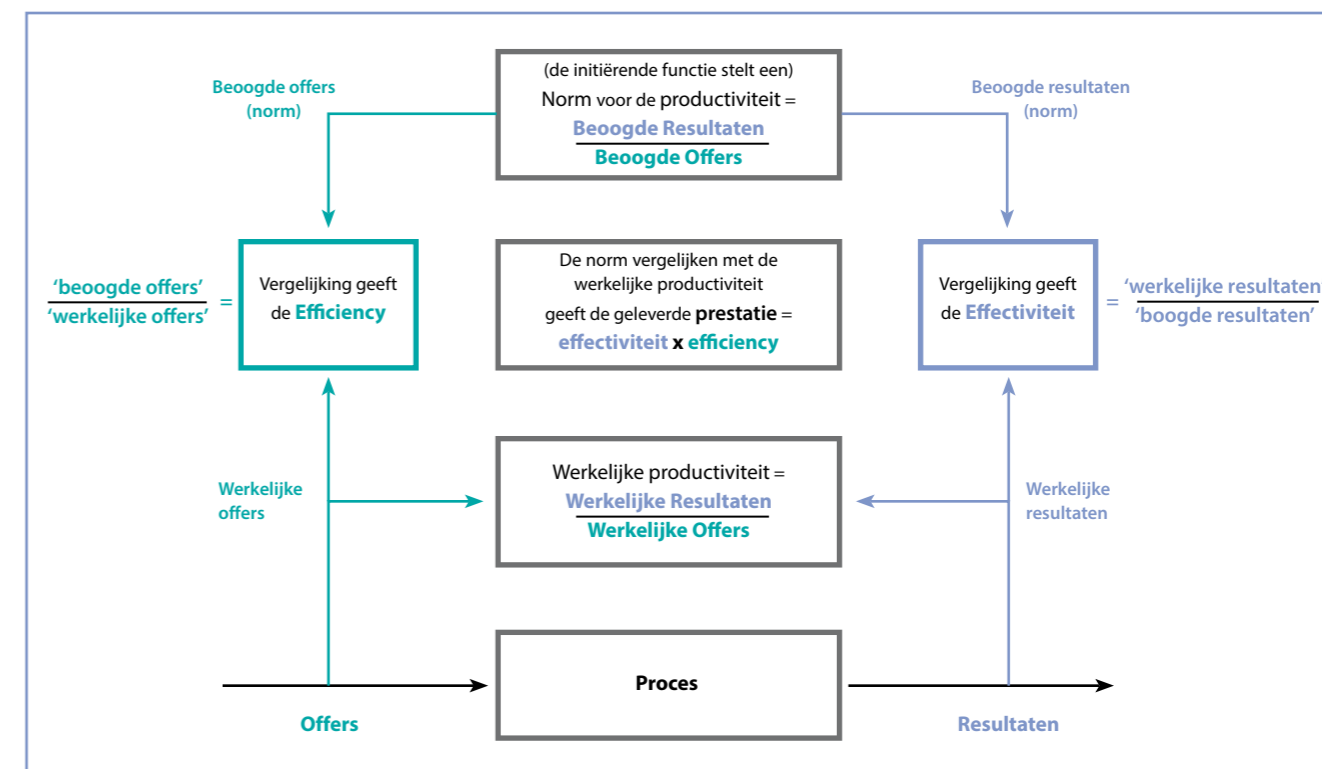 Beoogde offers
(norm)
(de initiërende functie stelt een)
Norm voor de productiviteit =
Beoogde Resultaten
Beoogde Offers
Beoogde resultaten
(norm)
'beoogde offers'
'werkelijke offers'
=
Vergelijking geeft
de Efficiency
De norm vergelijken met de
werkelijke productiviteit
geeft de geleverde prestatie =
effectiviteit x efficiency
Vergelijking geeft
de Effectiviteit
=
'werkelijke resultaten
'boogde resultaten'
Werkelijke
offers
Werkelijke productiviteit =
Werkelijke Resultaten
Werkelijke Offers
Werkelijke
resultaten
Proces
Offers
Resultaten